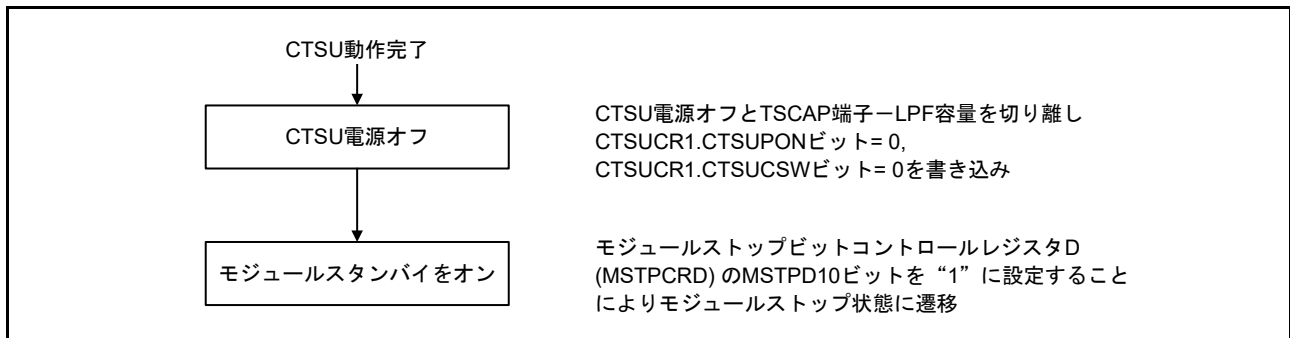 CTSU動作完了
CTSU電源オフ
CTSU電源オフとTSCAP端子－LPF容量を切り離し
CTSUCR1.CTSUPONビット= 0,
CTSUCR1.CTSUCSWビット= 0を書き込み
モジュールスタンバイをオン
モジュールストップビットコントロールレジスタD
(MSTPCRD) のMSTPD10ビットを“1”に設定すること
によりモジュールストップ状態に遷移